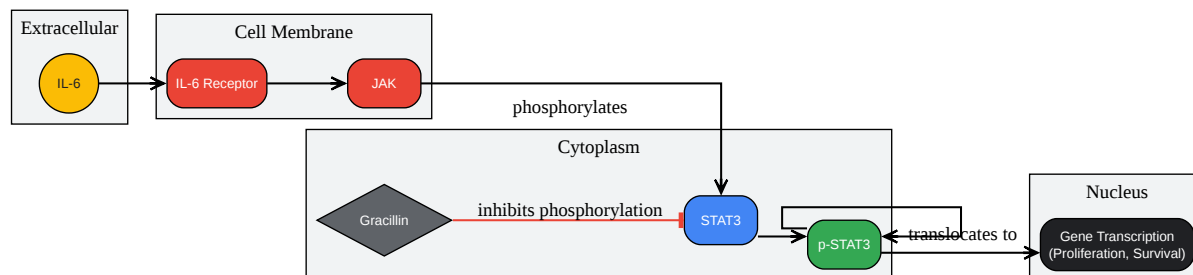 Extracellular
Cell Membrane
IL-6
IL-6 Receptor
JAK
phosphorylates
Cytoplasm
Nucleus
Gracillin
inhibits phosphorylation
STAT3
p-STAT3
translocates to
Gene Transcription
(Proliferation, Survival)